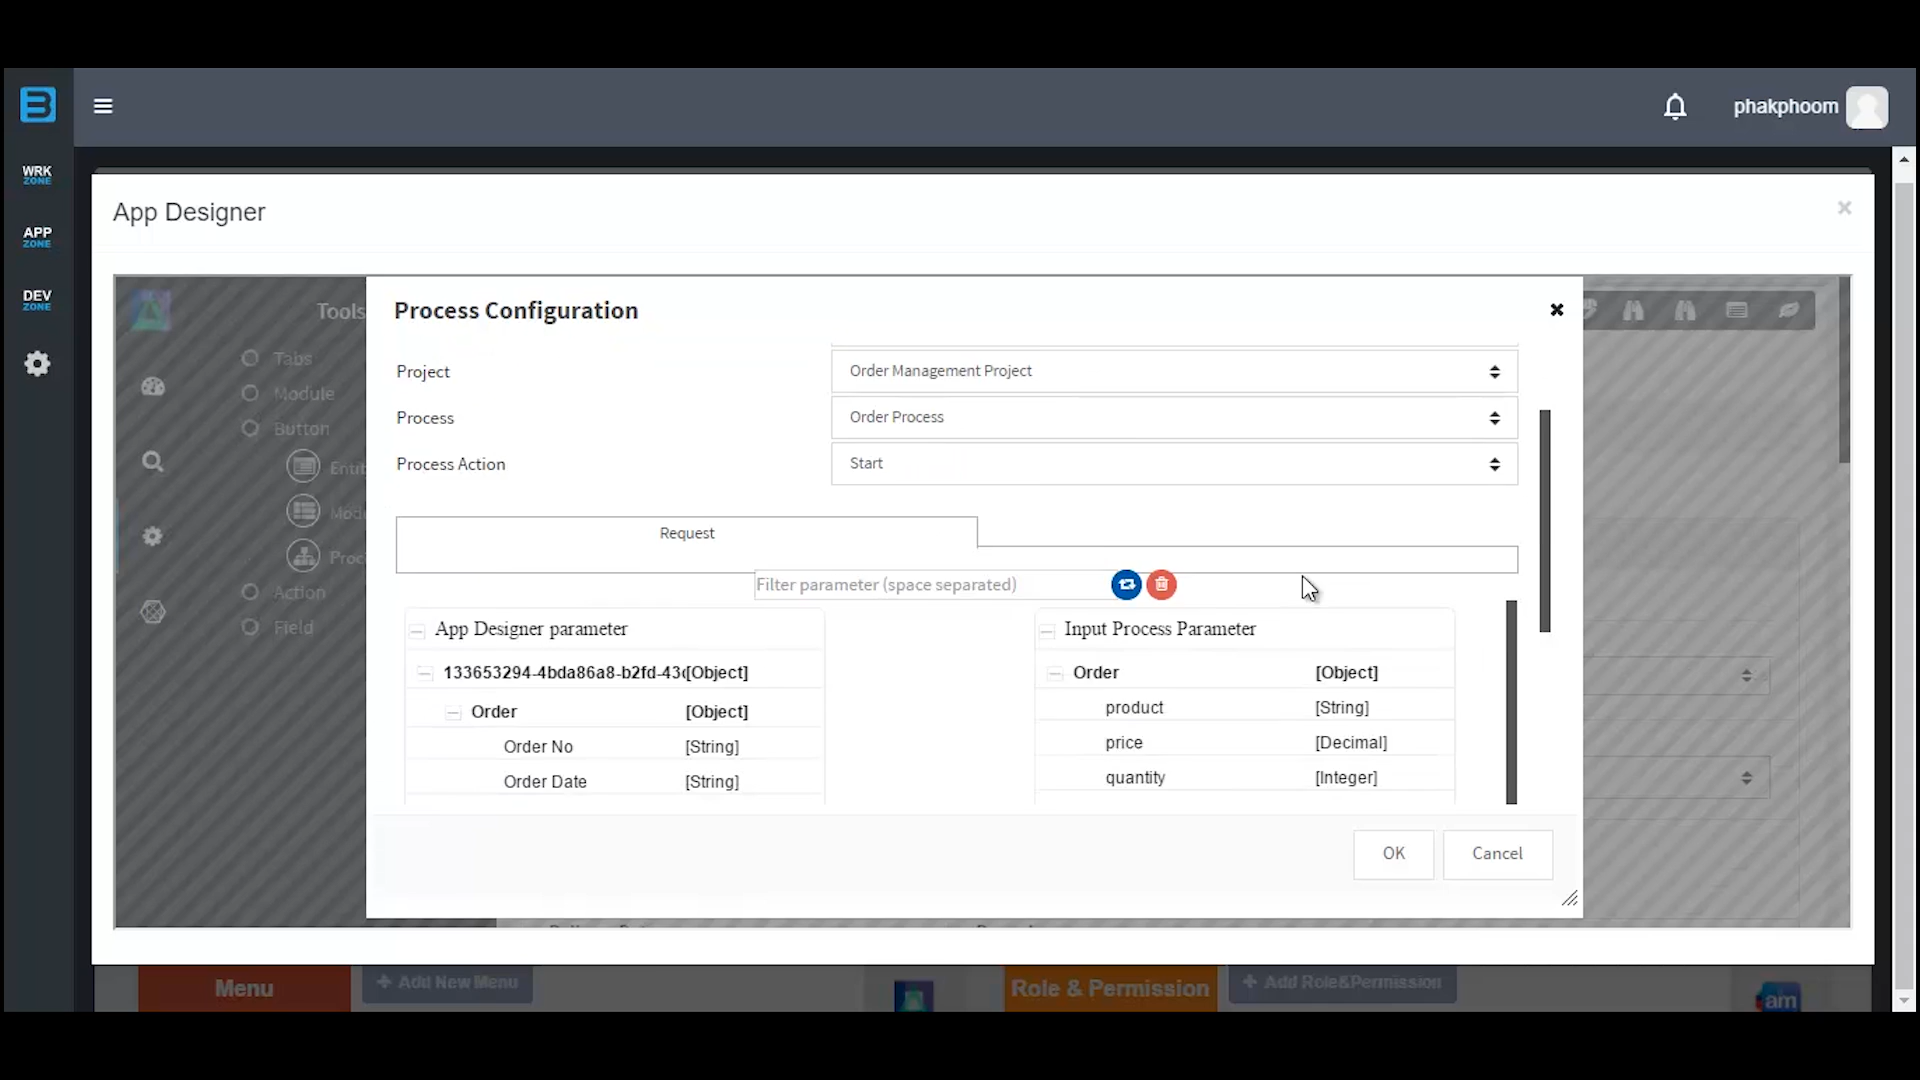 phakphoom
WRK
ZONE
APP
ZONE
DEV
ZONE
App Designer
×
Tools
Tabs
Module
Button
Action
Field
Process Configuration
Project
Order Management Project
Process
Order Process
Process Action
Start
Request
Filter parameter (space separated)
App Designer parameter
133653294-4bda86a8-b2fd-43 [Object]
Order [Object]
Order No [String]
Order Date [String]
Input Process Parameter
Order [Object]
product [String]
price [Decimal]
quantity [Integer]
OK
Cancel
Menu
+ Add New Menu
Role & Permission
+ Add Role&Permission
am